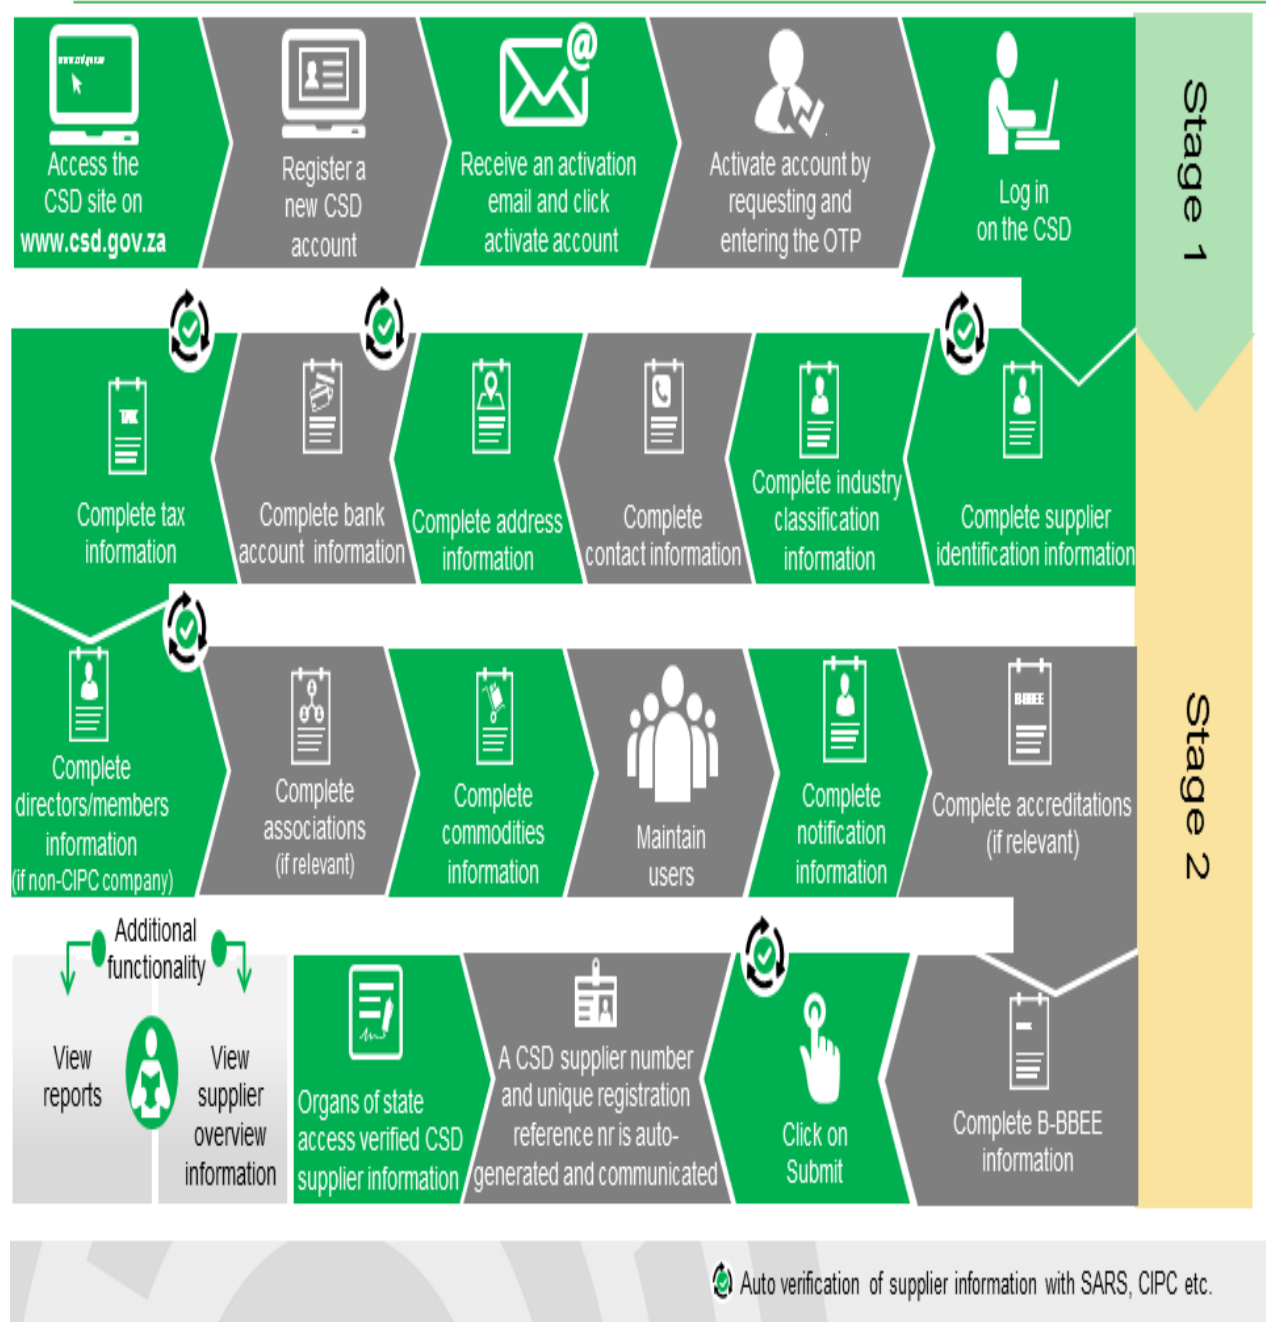 www.csd.gov.za
Access the
CSD site on
www.csd.gov.za
Register a
new CSD
account
@
Receive an activation
email and click
activate account
Activate account by
requesting and
entering the OTP
Log in
on the CSD
Stage 1
Complete supplier
identification information
Complete industry
classification
information
Complete
contact information
Complete address
information
Complete bank
account information
TAX
Complete tax
information
Complete
directors/members
information
(if non-CIPC company)
Complete
associations
(if relevant)
Complete
commodities
information
Maintain
users
Complete
notification
information
B-BBEE
Complete accreditations
(if relevant)
Stage 2
Complete B-BBEE
information
Click on
Submit
A CSD supplier number
and unique registration
reference nr is auto-
generated and communicated
Organs of state
access verified CSD
supplier information
Additional
functionality
View
reports
View
supplier
overview
information
Auto verification of supplier information with SARS, CIPC etc.